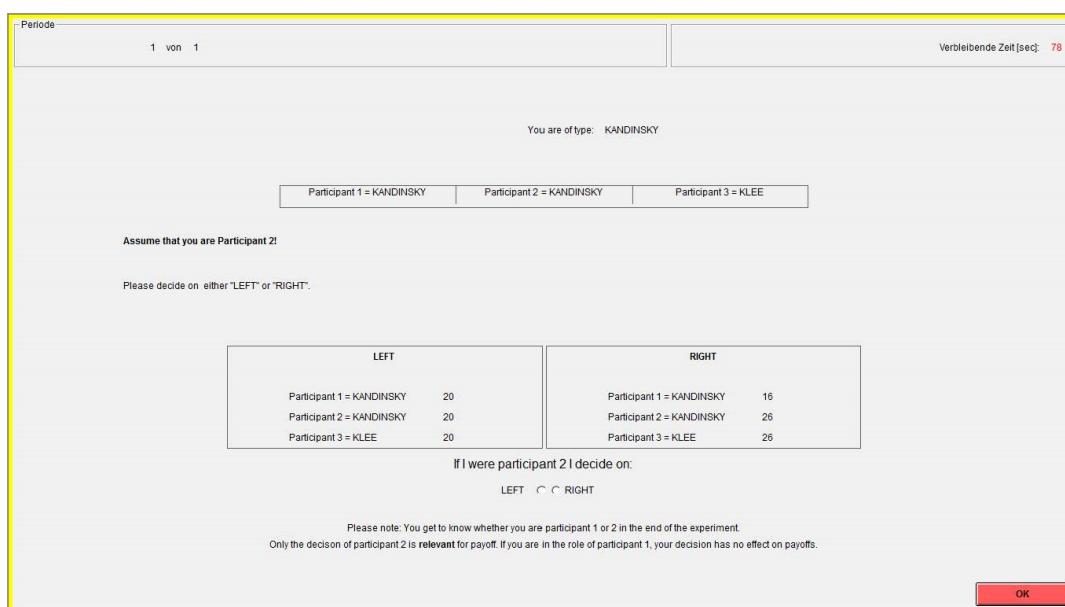 Periode
1 von 1
Verbleibende Zeit [sec]: 78
You are of type: KANDINSKY
Participant 1 = KANDINSKY Participant 2 = KANDINSKY Participant 3 = KLEE
Assume that you are Participant 2!
Please decide on either "LEFT" or "RIGHT".
LEFT RIGHT
Participant 1 = KANDINSKY 20 Participant 1 = KANDINSKY 16
Participant 2 = KANDINSKY 20 Participant 2 = KANDINSKY 26
Participant 3 = KLEE 20 Participant 3 = KLEE 26
If I were participant 2 I decide on:
LEFT RIGHT
Please note: You get to know whether you are participant 1 or 2 in the end of the experiment.
Only the decison of participant 2 is relevant for payoff. If you are in the role of participant 1, your decision has no effect on payoffs.
OK